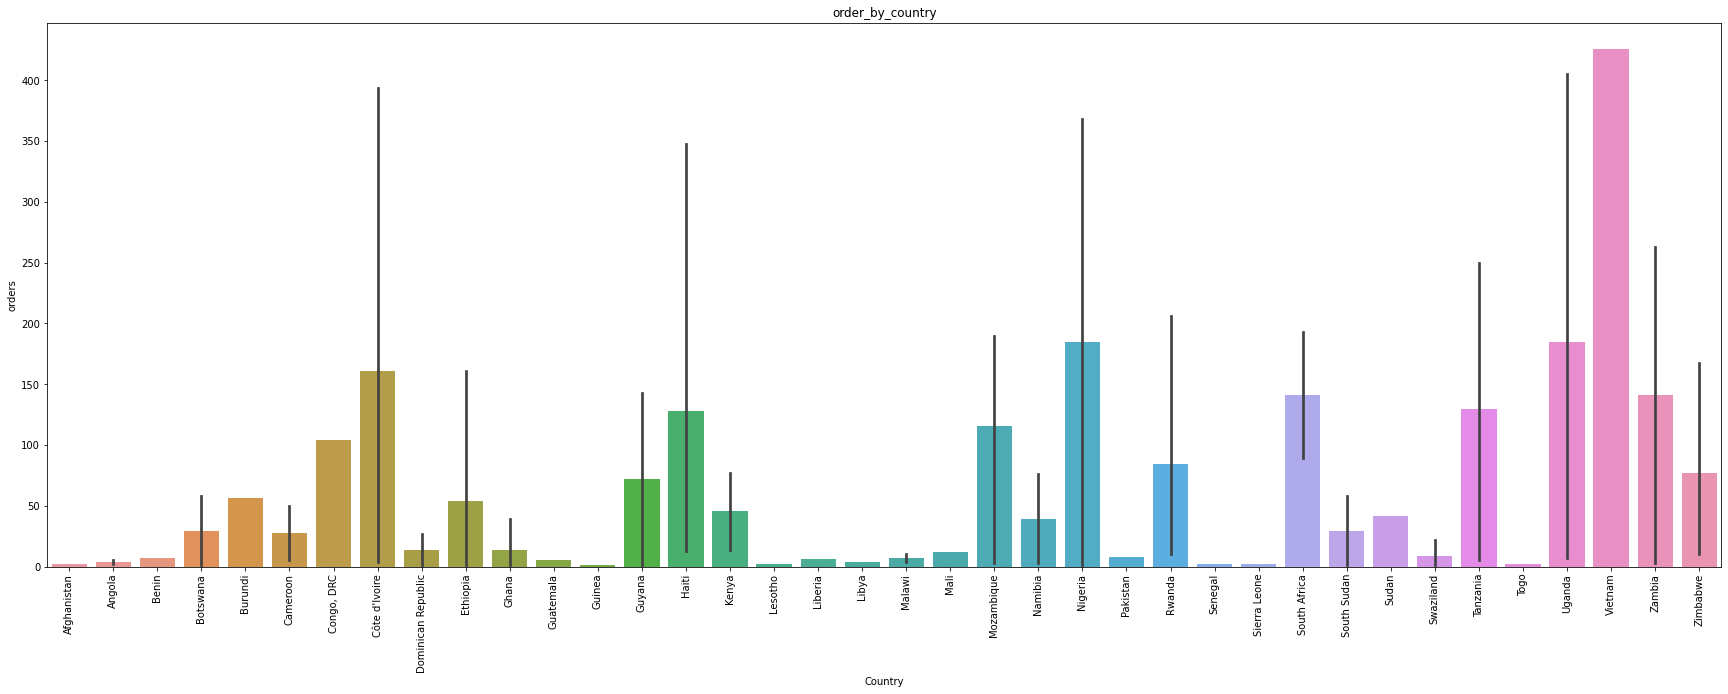 order_by_country
orders
400
350
300
250
200
150
100
50
0
Afghanistan
Angola
Benin
Botswana
Burundi
Cameroon
Congo, DRC
Côte d'Ivoire
Dominican Republic
Ethiopia
Ghana
Guatemala
Guinea
Guyana
Haiti
Kenya
Lesotho
Liberia
Libya
Malawi
Mali
Mozambique
Namibia
Nigeria
Pakistan
Rwanda
Senegal
Sierra Leone
South Africa
South Sudan
Sudan
Swaziland
Tanzania
Togo
Uganda
Vietnam
Zambia
Zimbabwe
Country